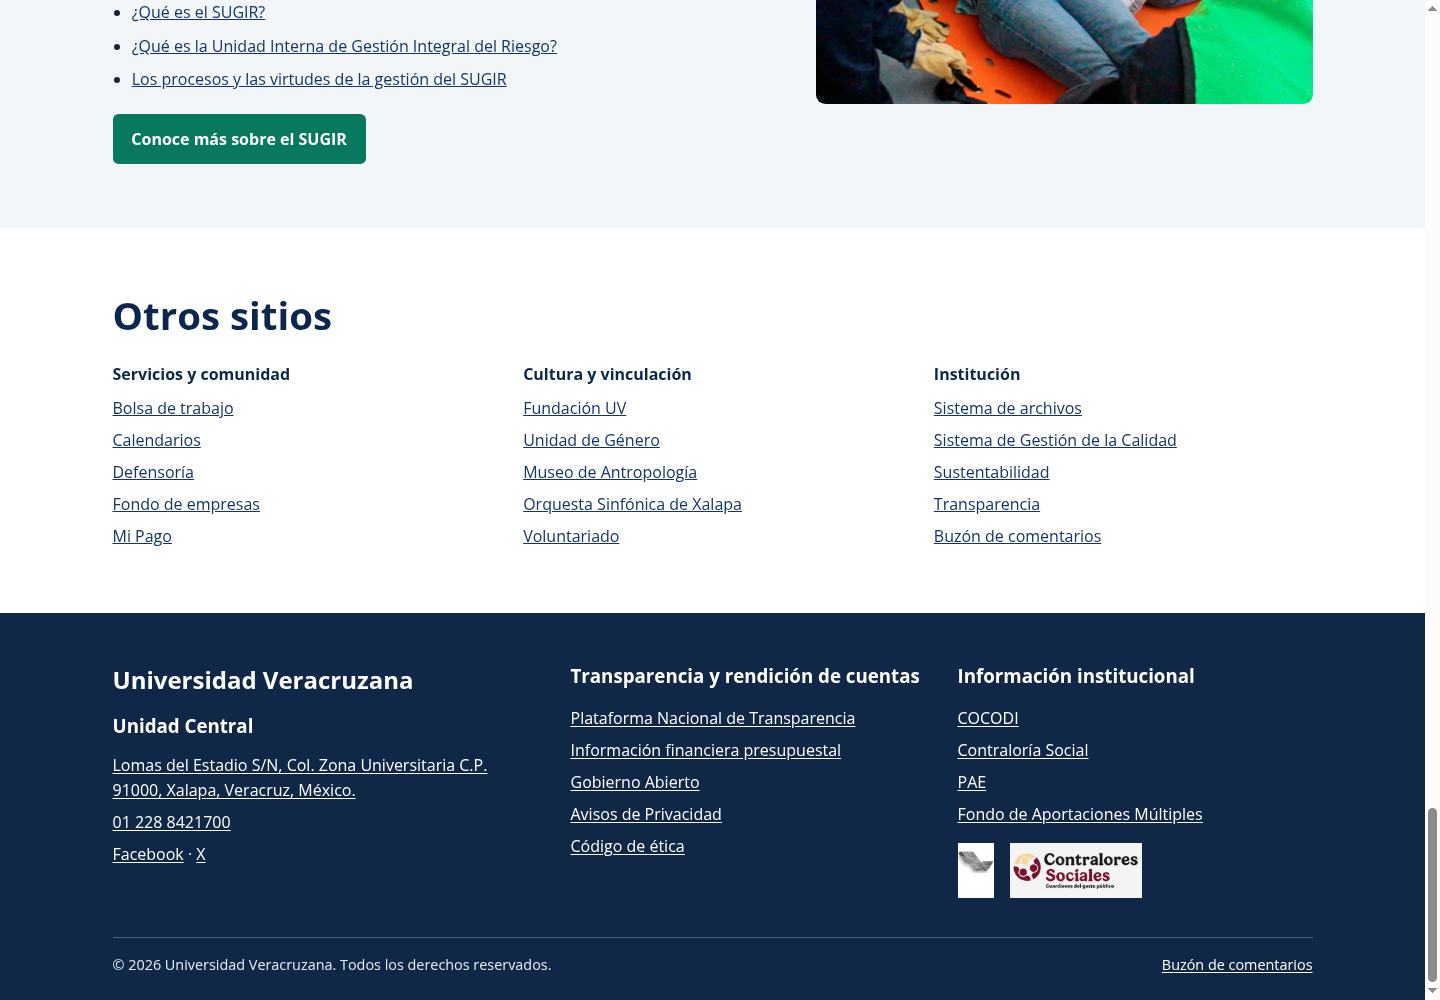 ¿Qué es el SUGIR?
¿Qué es la Unidad Interna de Gestión Integral del Riesgo?
Los procesos y las virtudes de la gestión del SUGIR
Conoce más sobre el SUGIR
Otros sitios
Servicios y comunidad
Bolsa de trabajo
Calendarios
Defensoría
Fondo de empresas
Mi Pago
Cultura y vinculación
Fundación UV
Unidad de Género
Museo de Antropología
Orquesta Sinfónica de Xalapa
Voluntariado
Institución
Sistema de archivos
Sistema de Gestión de la Calidad
Sustentabilidad
Transparencia
Buzón de comentarios
Universidad Veracruzana
Unidad Central
Lomas del Estadio S/N, Col. Zona Universitaria C.P.
91000, Xalapa, Veracruz, México.
01 228 8421700
Facebook · X
Transparencia y rendición de cuentas
Plataforma Nacional de Transparencia
Información financiera presupuestal
Gobierno Abierto
Avisos de Privacidad
Código de ética
Información institucional
COCODI
Contraloría Social
PAE
Fondo de Aportaciones Múltiples
Contralores
Sociales
Guardianes del gasto público
© 2026 Universidad Veracruzana. Todos los derechos reservados.
Buzón de comentarios